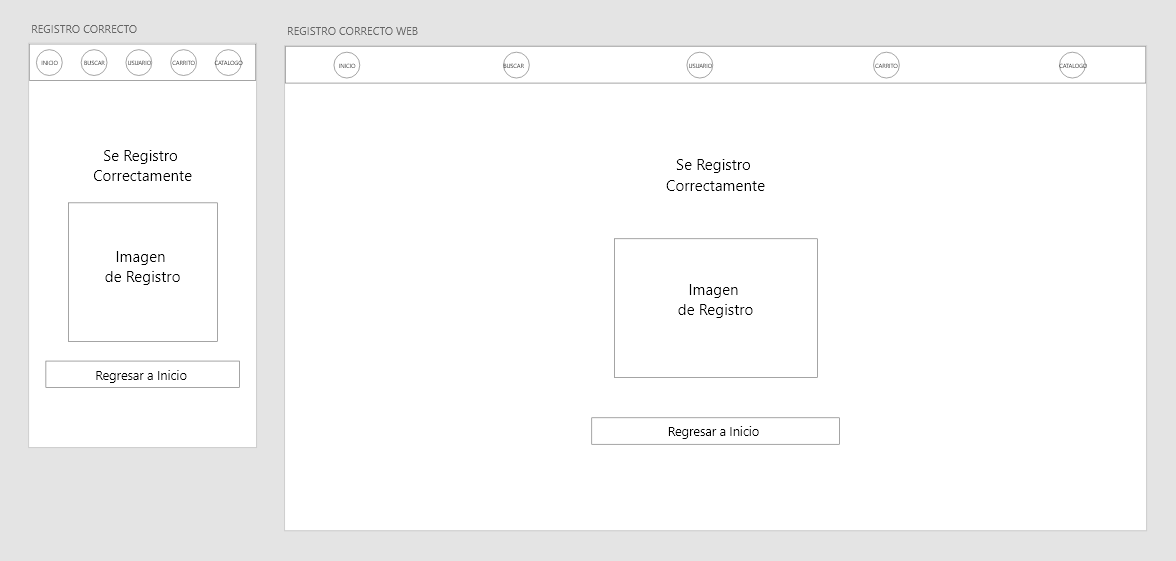 REGISTRO CORRECTO
INICIO BUSCAR USUARIO CARRITO CATALOGO
Se Registro
Correctamente
Imagen
de Registro
Regresar a Inicio
REGISTRO CORRECTO WEB
INICIO BUSCAR USUARIO CARRITO CATALOGO
Se Registro
Correctamente
Imagen
de Registro
Regresar a Inicio